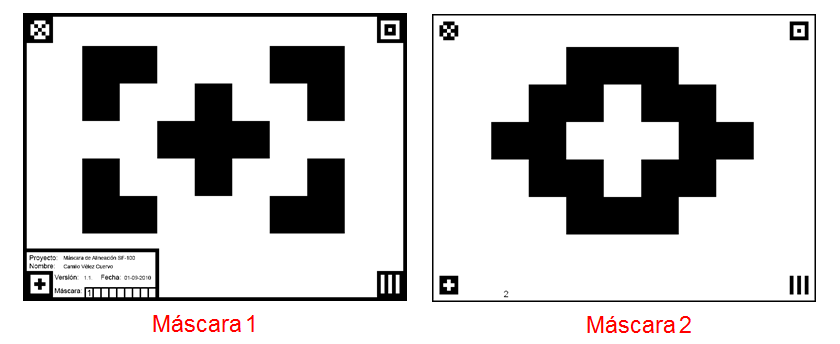 Proyecto: Máscara de Alineación SF-100
Nombre: Camilo Vélez Cuervo
Versión: 1.1. Fecha: 01-09-2010
Máscara: 1
2
Máscara 1
Máscara 2